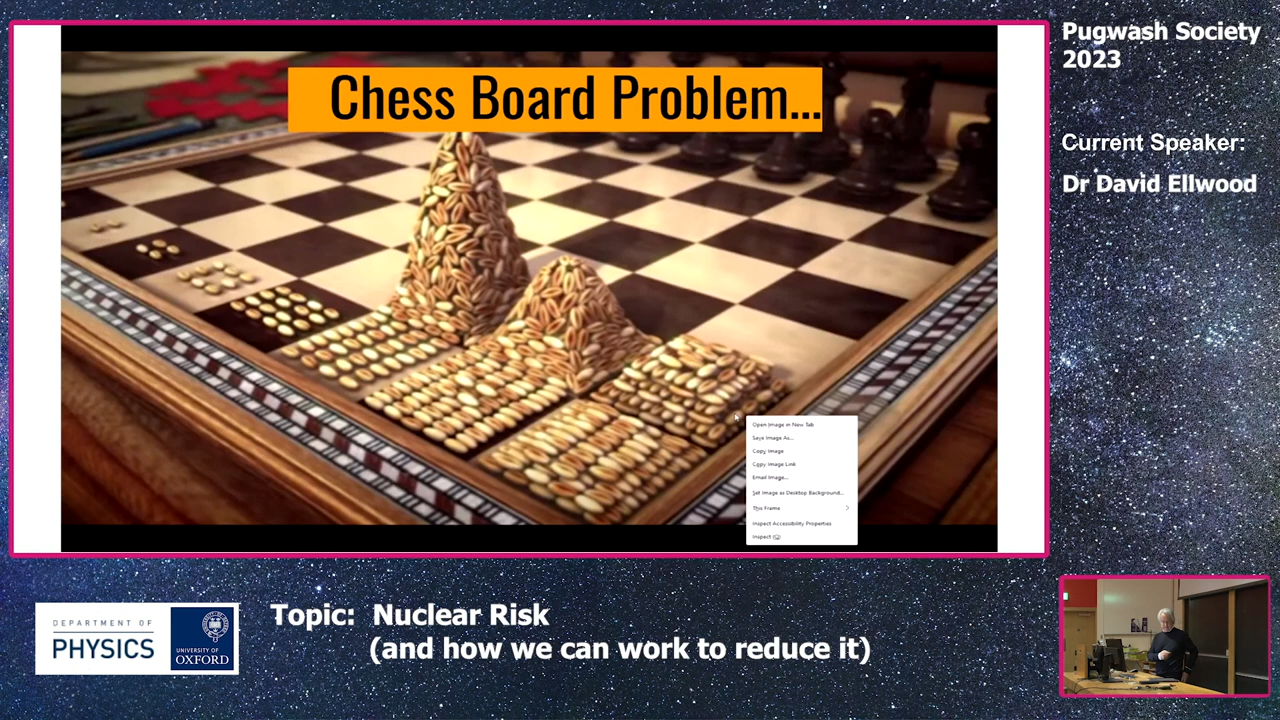 Chess Board Problem...
Open Image in New Tab
Save Image As...
Copy Image
Copy Image Link
Email Image...
Set Image as Desktop Background...
This Frame
Inspect Accessibility Properties
Inspect (Q)
Pugwash Society
2023
Current Speaker:
Dr David Ellwood
DEPARTMENT OF
PHYSICS
UNIVERSITY OF
OXFORD
Topic: Nuclear Risk
(and how we can work to reduce it)